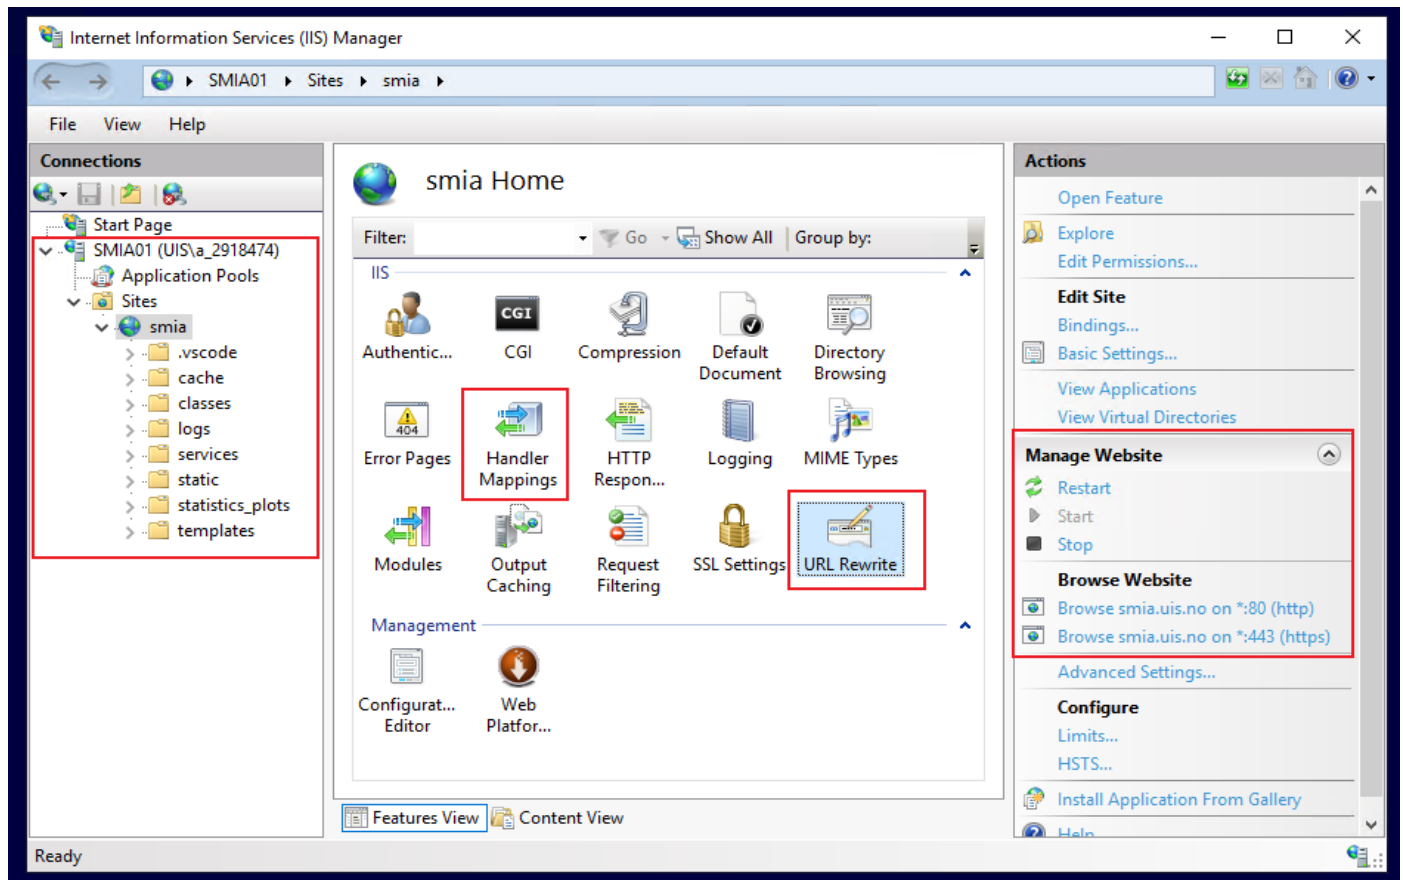 Internet Information Services (IIS) Manager
SMIA01 Sites smia
File View Help
Connections
Start Page
SMIA01 (UIS\a_2918474)
Application Pools
Sites
smia
.vscode
cache
classes
logs
services
static
statistics_plots
templates
smia Home
Filter: Go Show All Group by:
IIS
Authentic... CGI Compression Default Document Directory Browsing
CGI
Error Pages Handler Mappings HTTP Respon... Logging MIME Types
404
Modules Output Caching Request Filtering SSL Settings URL Rewrite
Management
Configurat... Editor Web Platfor...
Features View Content View
Actions
Open Feature
Explore
Edit Permissions...
Edit Site
Bindings...
Basic Settings...
View Applications
View Virtual Directories
Manage Website
Restart
Start
Stop
Browse Website
Browse smia.uis.no on *:80 (http)
Browse smia.uis.no on *:443 (https)
Advanced Settings...
Configure
Limits...
HSTS...
Install Application From Gallery
Help
Ready